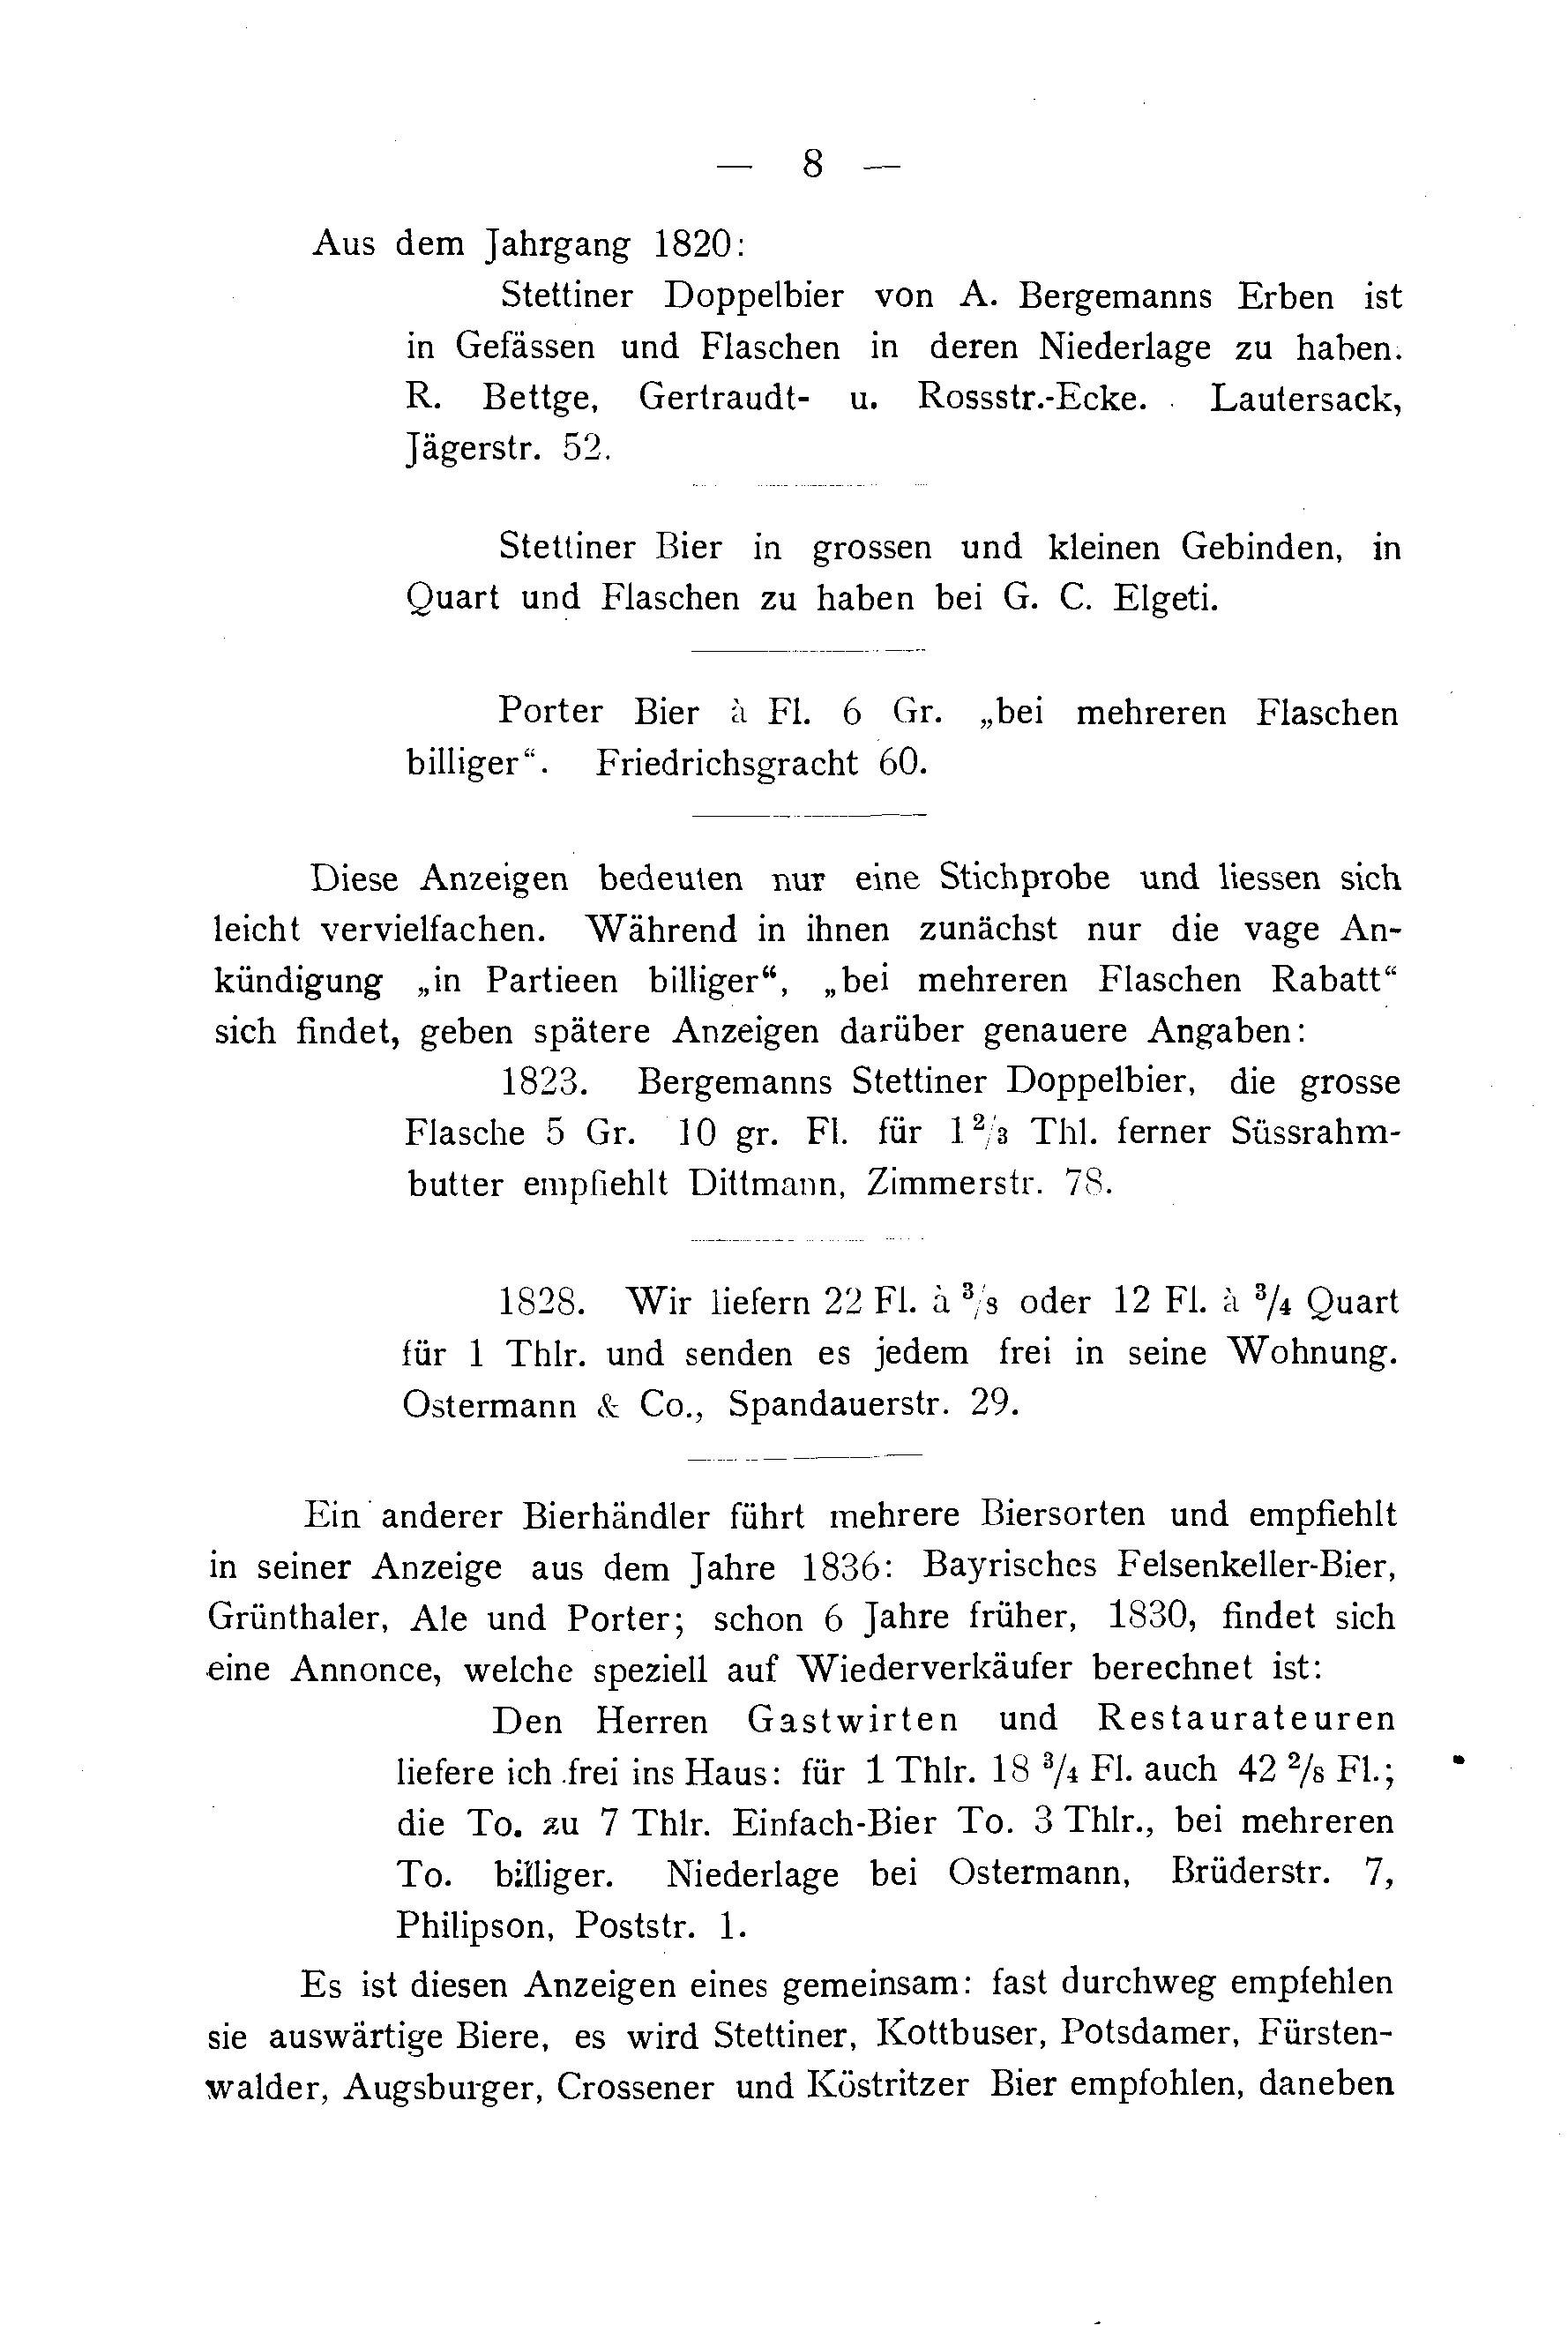 — 8 —
Aus dem Jahrgang 1820:
Stettiner Doppelbier von A. Bergemanns Erben ist
in Gefässen und Flaschen in deren Niederlage zu haben.
R. Bettge, Gertraudt- u. Rossstr.-Ecke. Lautersack,
Jägerstr. 52.
Stettiner Bier in grossen und kleinen Gebinden, in
Quart und Flaschen zu haben bei G. C. Elgeti.
Porter Bier à Fl. 6 Gr. „bei mehreren Flaschen
billiger“. Friedrichsgracht 60.
Diese Anzeigen bedeuten nur eine Stichprobe und liessen sich
leicht vervielfachen. Während in ihnen zunächst nur die vage An-
kündigung „in Partieen billiger“, „bei mehreren Flaschen Rabatt“
sich findet, geben spätere Anzeigen darüber genauere Angaben:
1823. Bergemanns Stettiner Doppelbier, die grosse
Flasche 5 Gr. 10 gr. Fl. für 1 2/3 Thl. ferner Süssrahm-
butter empfiehlt Dittmann, Zimmerstr. 78.
1828. Wir liefern 22 Fl. à 3/8 oder 12 Fl. à 3/4 Quart
für 1 Thlr. und senden es jedem frei in seine Wohnung.
Ostermann & Co., Spandauerstr. 29.
Ein anderer Bierhändler führt mehrere Biersorten und empfiehlt
in seiner Anzeige aus dem Jahre 1836: Bayrisches Felsenkeller-Bier,
Grünthaler, Ale und Porter; schon 6 Jahre früher, 1830, findet sich
eine Annonce, welche speziell auf Wiederverkäufer berechnet ist:
Den Herren Gastwirten und Restaurateuren
liefere ich frei ins Haus: für 1 Thlr. 18 3/4 Fl. auch 42 2/8 Fl.;
die To. zu 7 Thlr. Einfach-Bier To. 3 Thlr., bei mehreren
To. billiger. Niederlage bei Ostermann, Brüderstr. 7,
Philipson, Poststr. 1.
Es ist diesen Anzeigen eines gemeinsam: fast durchweg empfehlen
sie auswärtige Biere, es wird Stettiner, Kottbuser, Potsdamer, Fürsten-
walder, Augsburger, Crossener und Köstritzer Bier empfohlen, daneben